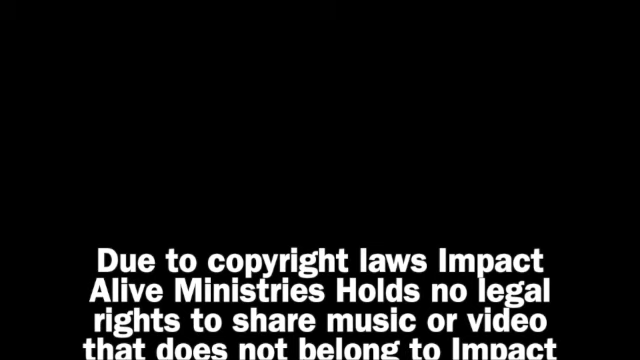 Due to copyright laws Impact
Alive Ministries Holds no legal
rights to share music or video
that does not belong to Impact